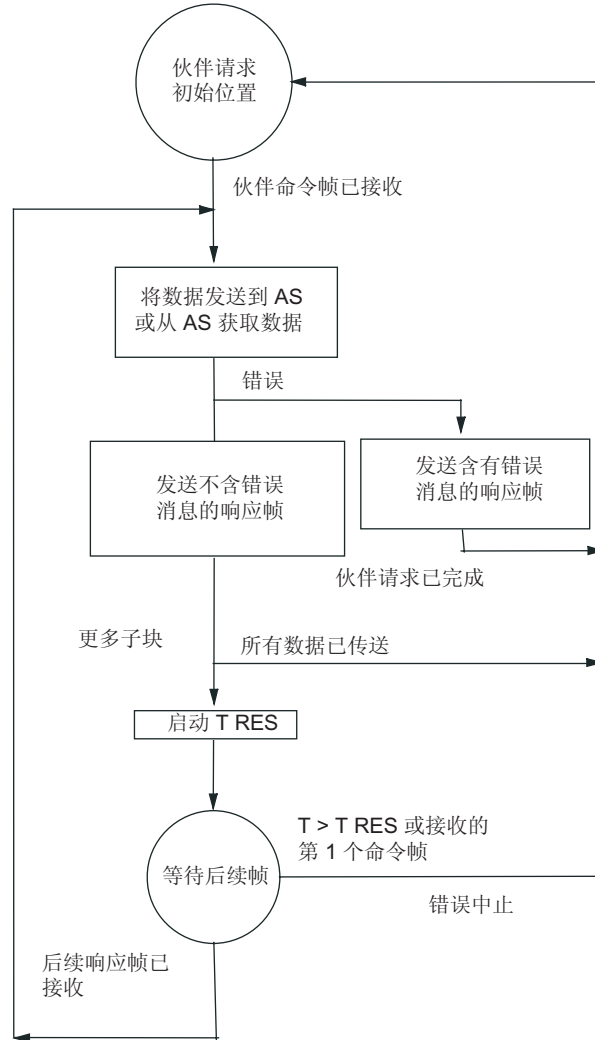 伙伴请求
初始位置
伙伴命令帧已接收
将数据发送到 AS
或从 AS 获取数据
错误
发送不含错误
消息的响应帧
发送含有错误
消息的响应帧
伙伴请求已完成
更多子块
所有数据已传送
启动 T RES
T > T RES 或接收的
第 1 个命令帧
等待后续帧
错误中止
后续响应帧已
接收